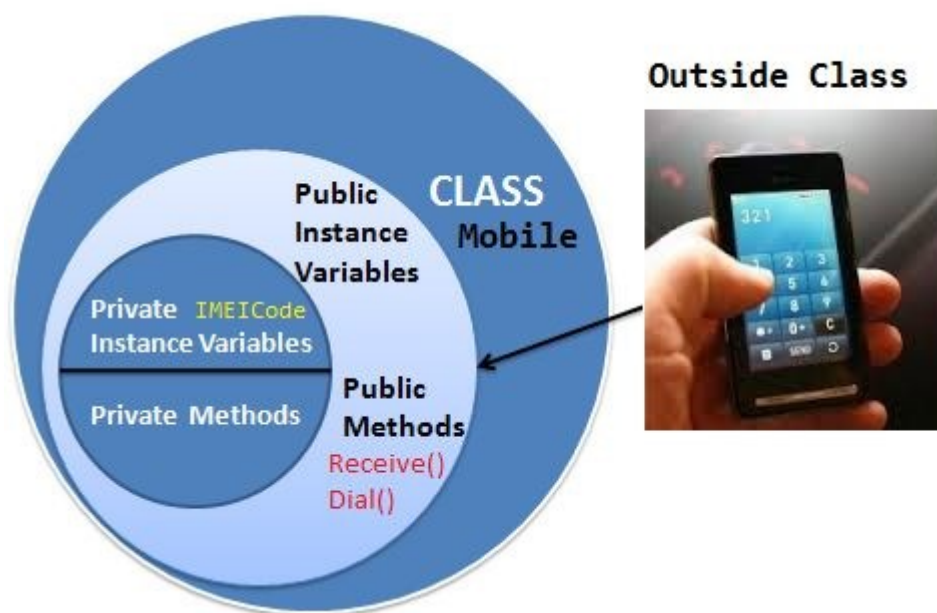 Outside Class
CLASS
Mobile
Public
Instance
Variables
Private IMEICode
Instance Variables
Private Methods
Public
Methods
Receive()
Dial()
321
1 2 3
5 6
7 8 9
0+ C
SEND